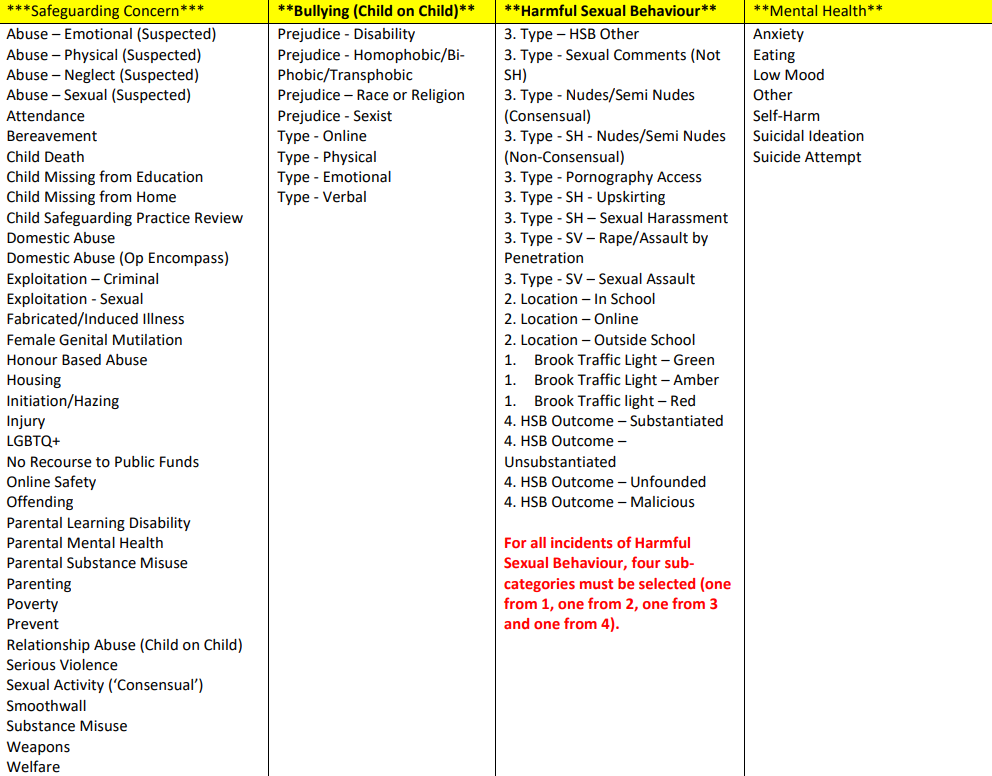 ***Safeguarding Concern***
Abuse – Emotional (Suspected)
Abuse – Physical (Suspected)
Abuse – Neglect (Suspected)
Abuse – Sexual (Suspected)
Attendance
Bereavement
Child Death
Child Missing from Education
Child Missing from Home
Child Safeguarding Practice Review
Domestic Abuse
Domestic Abuse (Op Encompass)
Exploitation – Criminal
Exploitation - Sexual
Fabricated/Induced Illness
Female Genital Mutilation
Honour Based Abuse
Housing
Initiation/Hazing
Injury
LGBTQ+
No Recourse to Public Funds
Online Safety
Offending
Parental Learning Disability
Parental Mental Health
Parental Substance Misuse
Parenting
Poverty
Prevent
Relationship Abuse (Child on Child)
Serious Violence
Sexual Activity (‘Consensual’)
Smoothwall
Substance Misuse
Weapons
Welfare
**Bullying (Child on Child)**
Prejudice - Disability
Prejudice - Homophobic/Bi-
Phobic/Transphobic
Prejudice – Race or Religion
Prejudice - Sexist
Type - Online
Type - Physical
Type - Emotional
Type - Verbal
**Harmful Sexual Behaviour**
3. Type – HSB Other
3. Type - Sexual Comments (Not
SH)
3. Type - Nudes/Semi Nudes
(Consensual)
3. Type - SH - Nudes/Semi Nudes
(Non-Consensual)
3. Type - Pornography Access
3. Type - SH - Upskirting
3. Type - SH – Sexual Harassment
3. Type - SV – Rape/Assault by
Penetration
3. Type - SV – Sexual Assault
2. Location – In School
2. Location – Online
2. Location – Outside School
1. Brook Traffic Light – Green
1. Brook Traffic Light – Amber
1. Brook Traffic light – Red
4. HSB Outcome – Substantiated
4. HSB Outcome –
Unsubstantiated
4. HSB Outcome – Unfounded
4. HSB Outcome – Malicious
For all incidents of Harmful
Sexual Behaviour, four sub-
categories must be selected (one
from 1, one from 2, one from 3
and one from 4).
**Mental Health**
Anxiety
Eating
Low Mood
Other
Self-Harm
Suicidal Ideation
Suicide Attempt